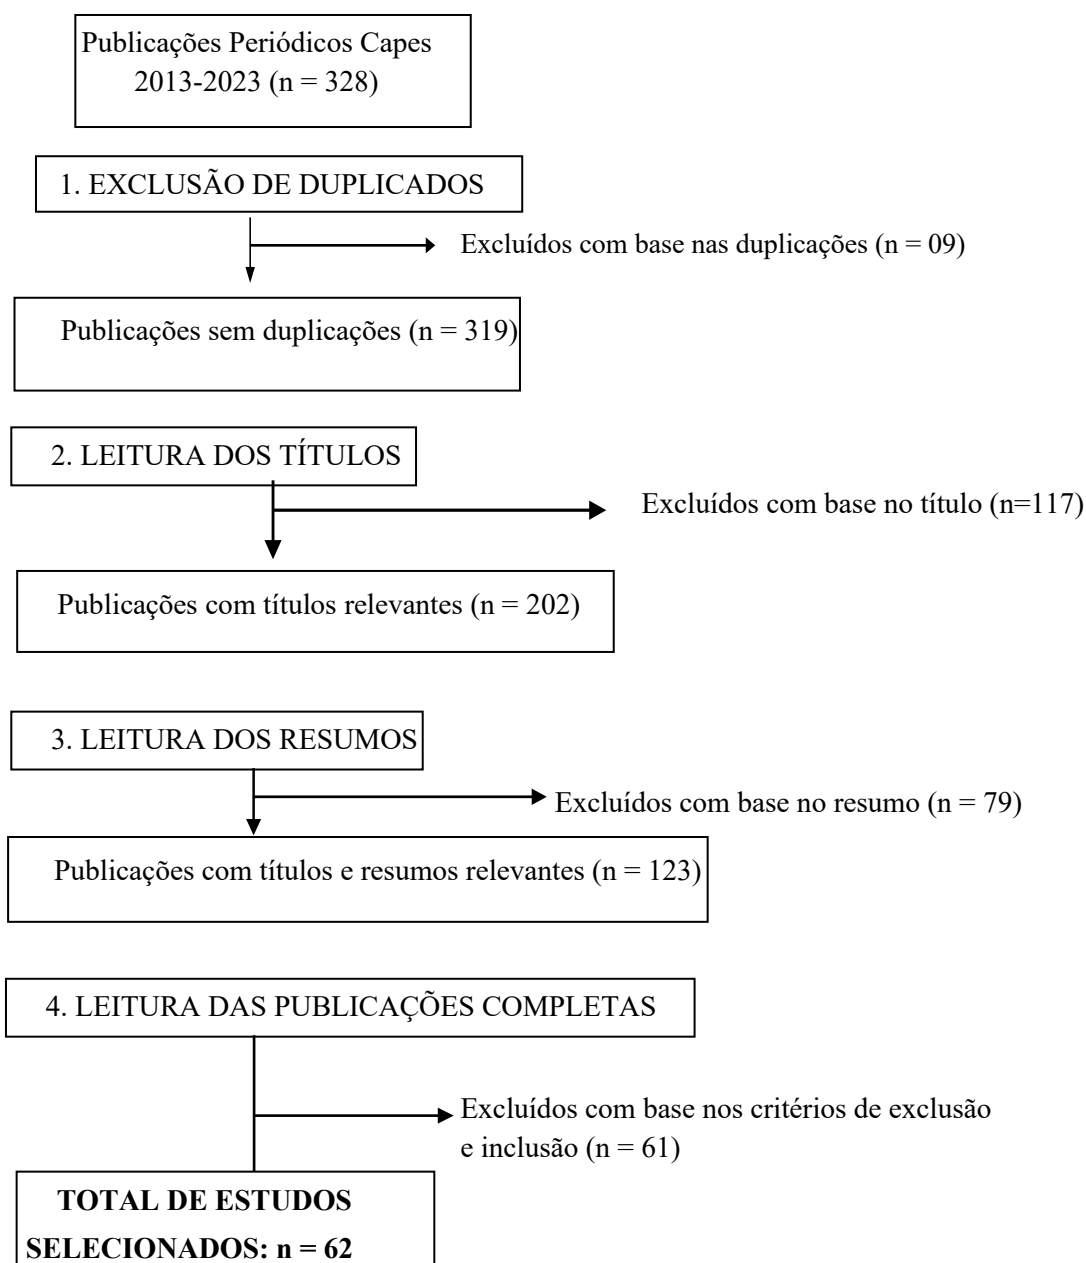 Publicações Periódicos Capes
2013-2023 (n = 328)
1. EXCLUSÃO DE DUPLICADOS
Excluídos com base nas duplicações (n = 09)
Publicações sem duplicações (n = 319)
2. LEITURA DOS TÍTULOS
Excluídos com base no título (n=117)
Publicações com títulos relevantes (n = 202)
3. LEITURA DOS RESUMOS
Excluídos com base no resumo (n = 79)
Publicações com títulos e resumos relevantes (n = 123)
4. LEITURA DAS PUBLICAÇÕES COMPLETAS
Excluídos com base nos critérios de exclusão
e inclusão (n = 61)
TOTAL DE ESTUDOS
SELECIONADOS: n = 62